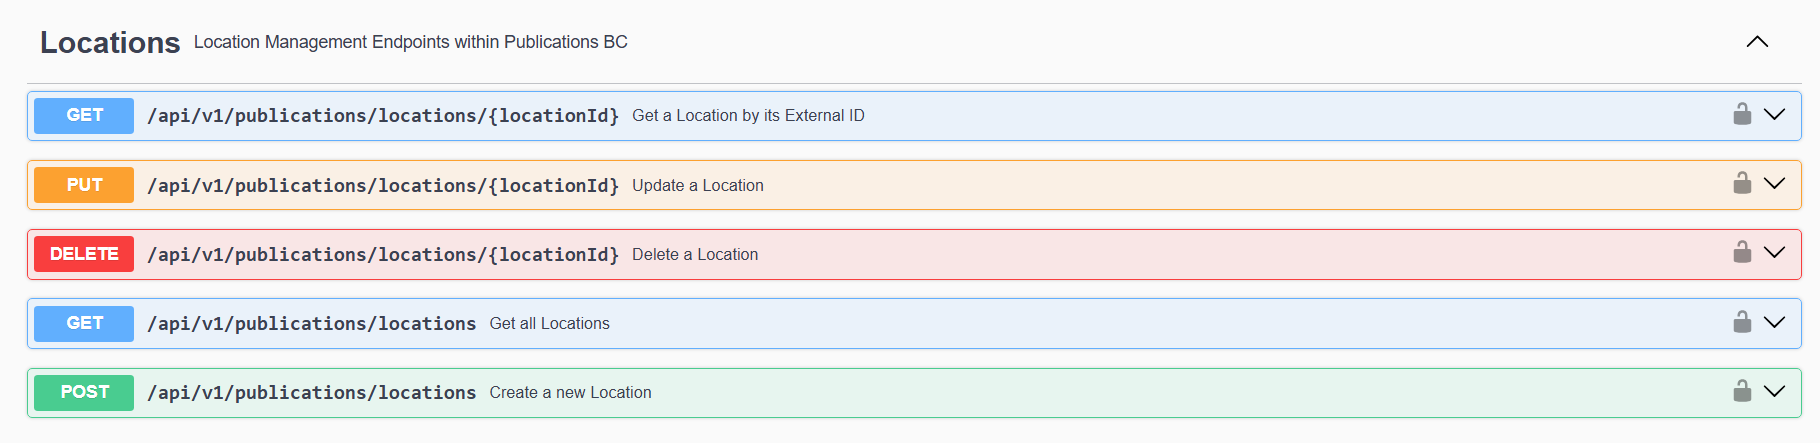 Locations Location Management Endpoints within Publications BC
GET /api/v1/publications/locations/{locationId} Get a Location by its External ID
PUT /api/v1/publications/locations/{locationId} Update a Location
DELETE /api/v1/publications/locations/{locationId} Delete a Location
GET /api/v1/publications/locations Get all Locations
POST /api/v1/publications/locations Create a new Location